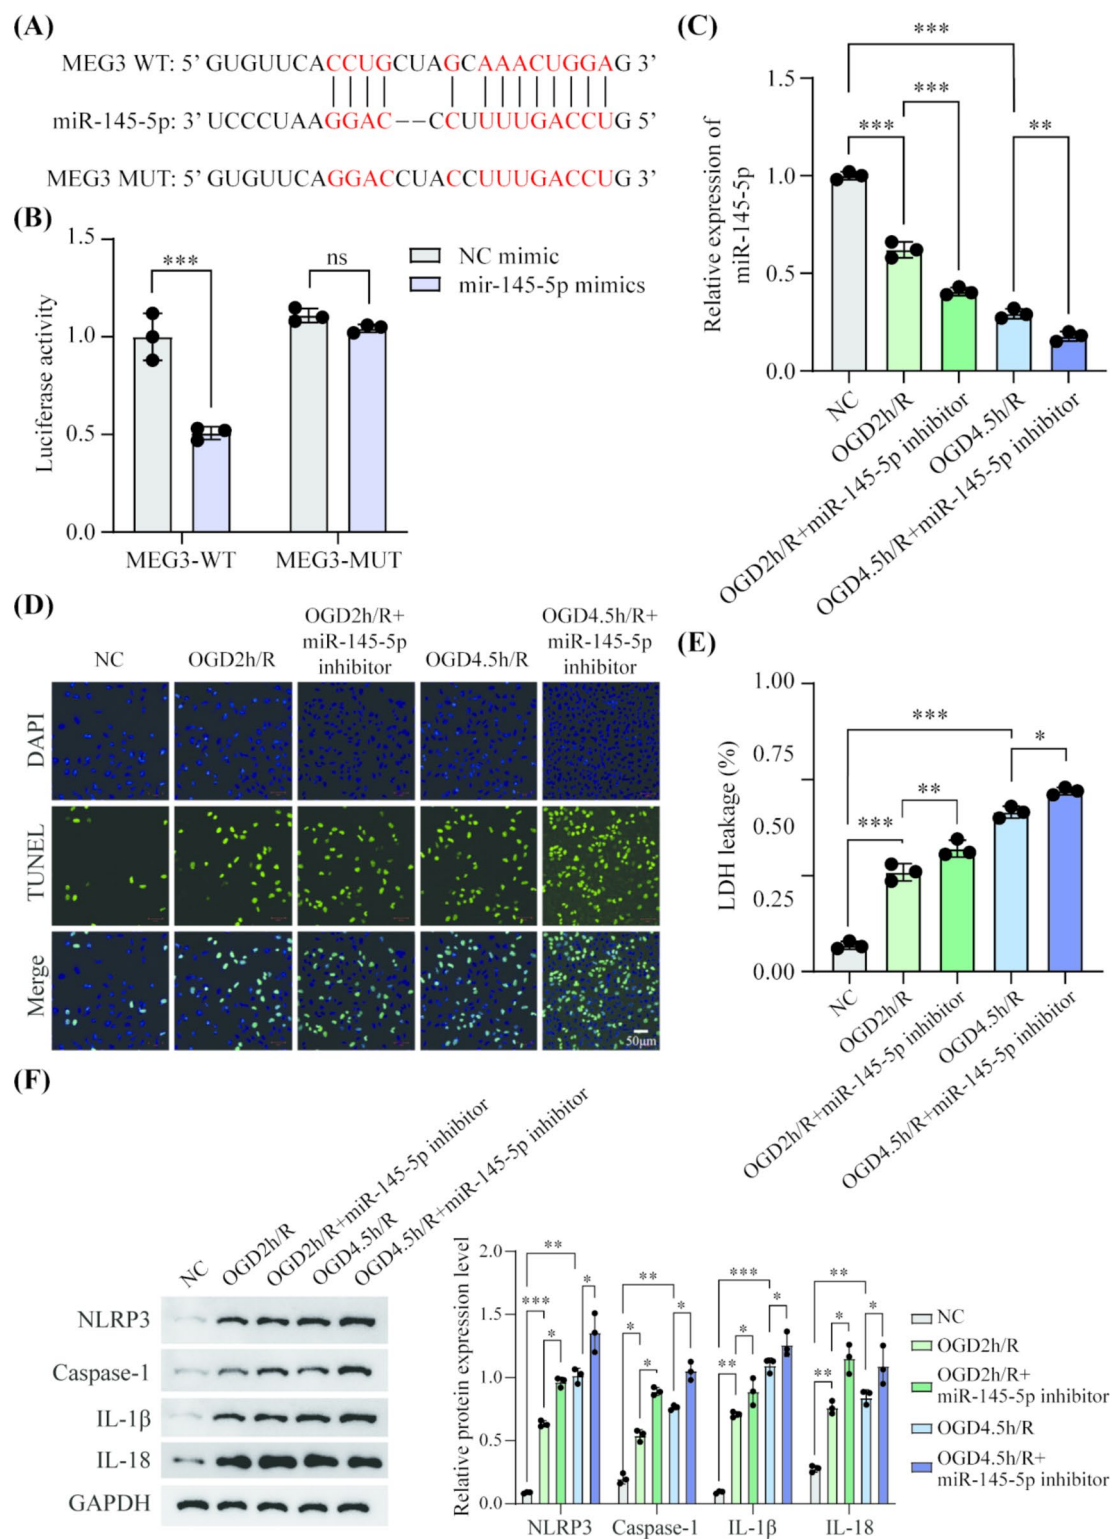 (A)
MEG3 WT: 5’ GUGUUCACCUGCUAGCAAACUGGAG 3’
miR-145-5p: 3’ UCCCUAAGGACC−−CCUUUUGACCUG 5’
MEG3 MUT: 5’ GUGUUCAGGACCUACCUUUGACCUG 3’
(B)
Luciferase activity
1.5
1.0
0.5
0.0
***
ns
NC mimic
mir-145-5p mimics
MEG3-WT
MEG3-MUT
(C)
Relative expression of
miR-145-5p
1.5
1.0
0.5
0.0
***
***
***
**
NC
OGD2h/R
OGD2h/R+miR-145-5p inhibitor
OGD4.5h/R
OGD4.5h/R+miR-145-5p inhibitor
(D)
NC
OGD2h/R
OGD2h/R+
miR-145-5p
inhibitor
OGD4.5h/R
OGD4.5h/R+
miR-145-5p
inhibitor
DAPI
TUNEL
Merge
50μm
(E)
LDH leakage (%)
1.00
0.75
0.50
0.25
0.00
***
*
**
***
NC
OGD2h/R
OGD2h/R+miR-145-5p inhibitor
OGD4.5h/R
OGD4.5h/R+miR-145-5p inhibitor
(F)
NC
OGD2h/R
OGD2h/R+miR-145-5p inhibitor
OGD4.5h/R
OGD4.5h/R+miR-145-5p inhibitor
NLRP3
Caspase-1
IL-1β
IL-18
GAPDH
Relative protein expression level
2.0
1.5
1.0
0.5
0.0
**
***
*
*
**
*
*
*
***
**
*
*
**
**
*
*
NLRP3
Caspase-1
IL-1β
IL-18
NC
OGD2h/R
OGD2h/R+
miR-145-5p inhibitor
OGD4.5h/R
OGD4.5h/R+
miR-145-5p inhibitor